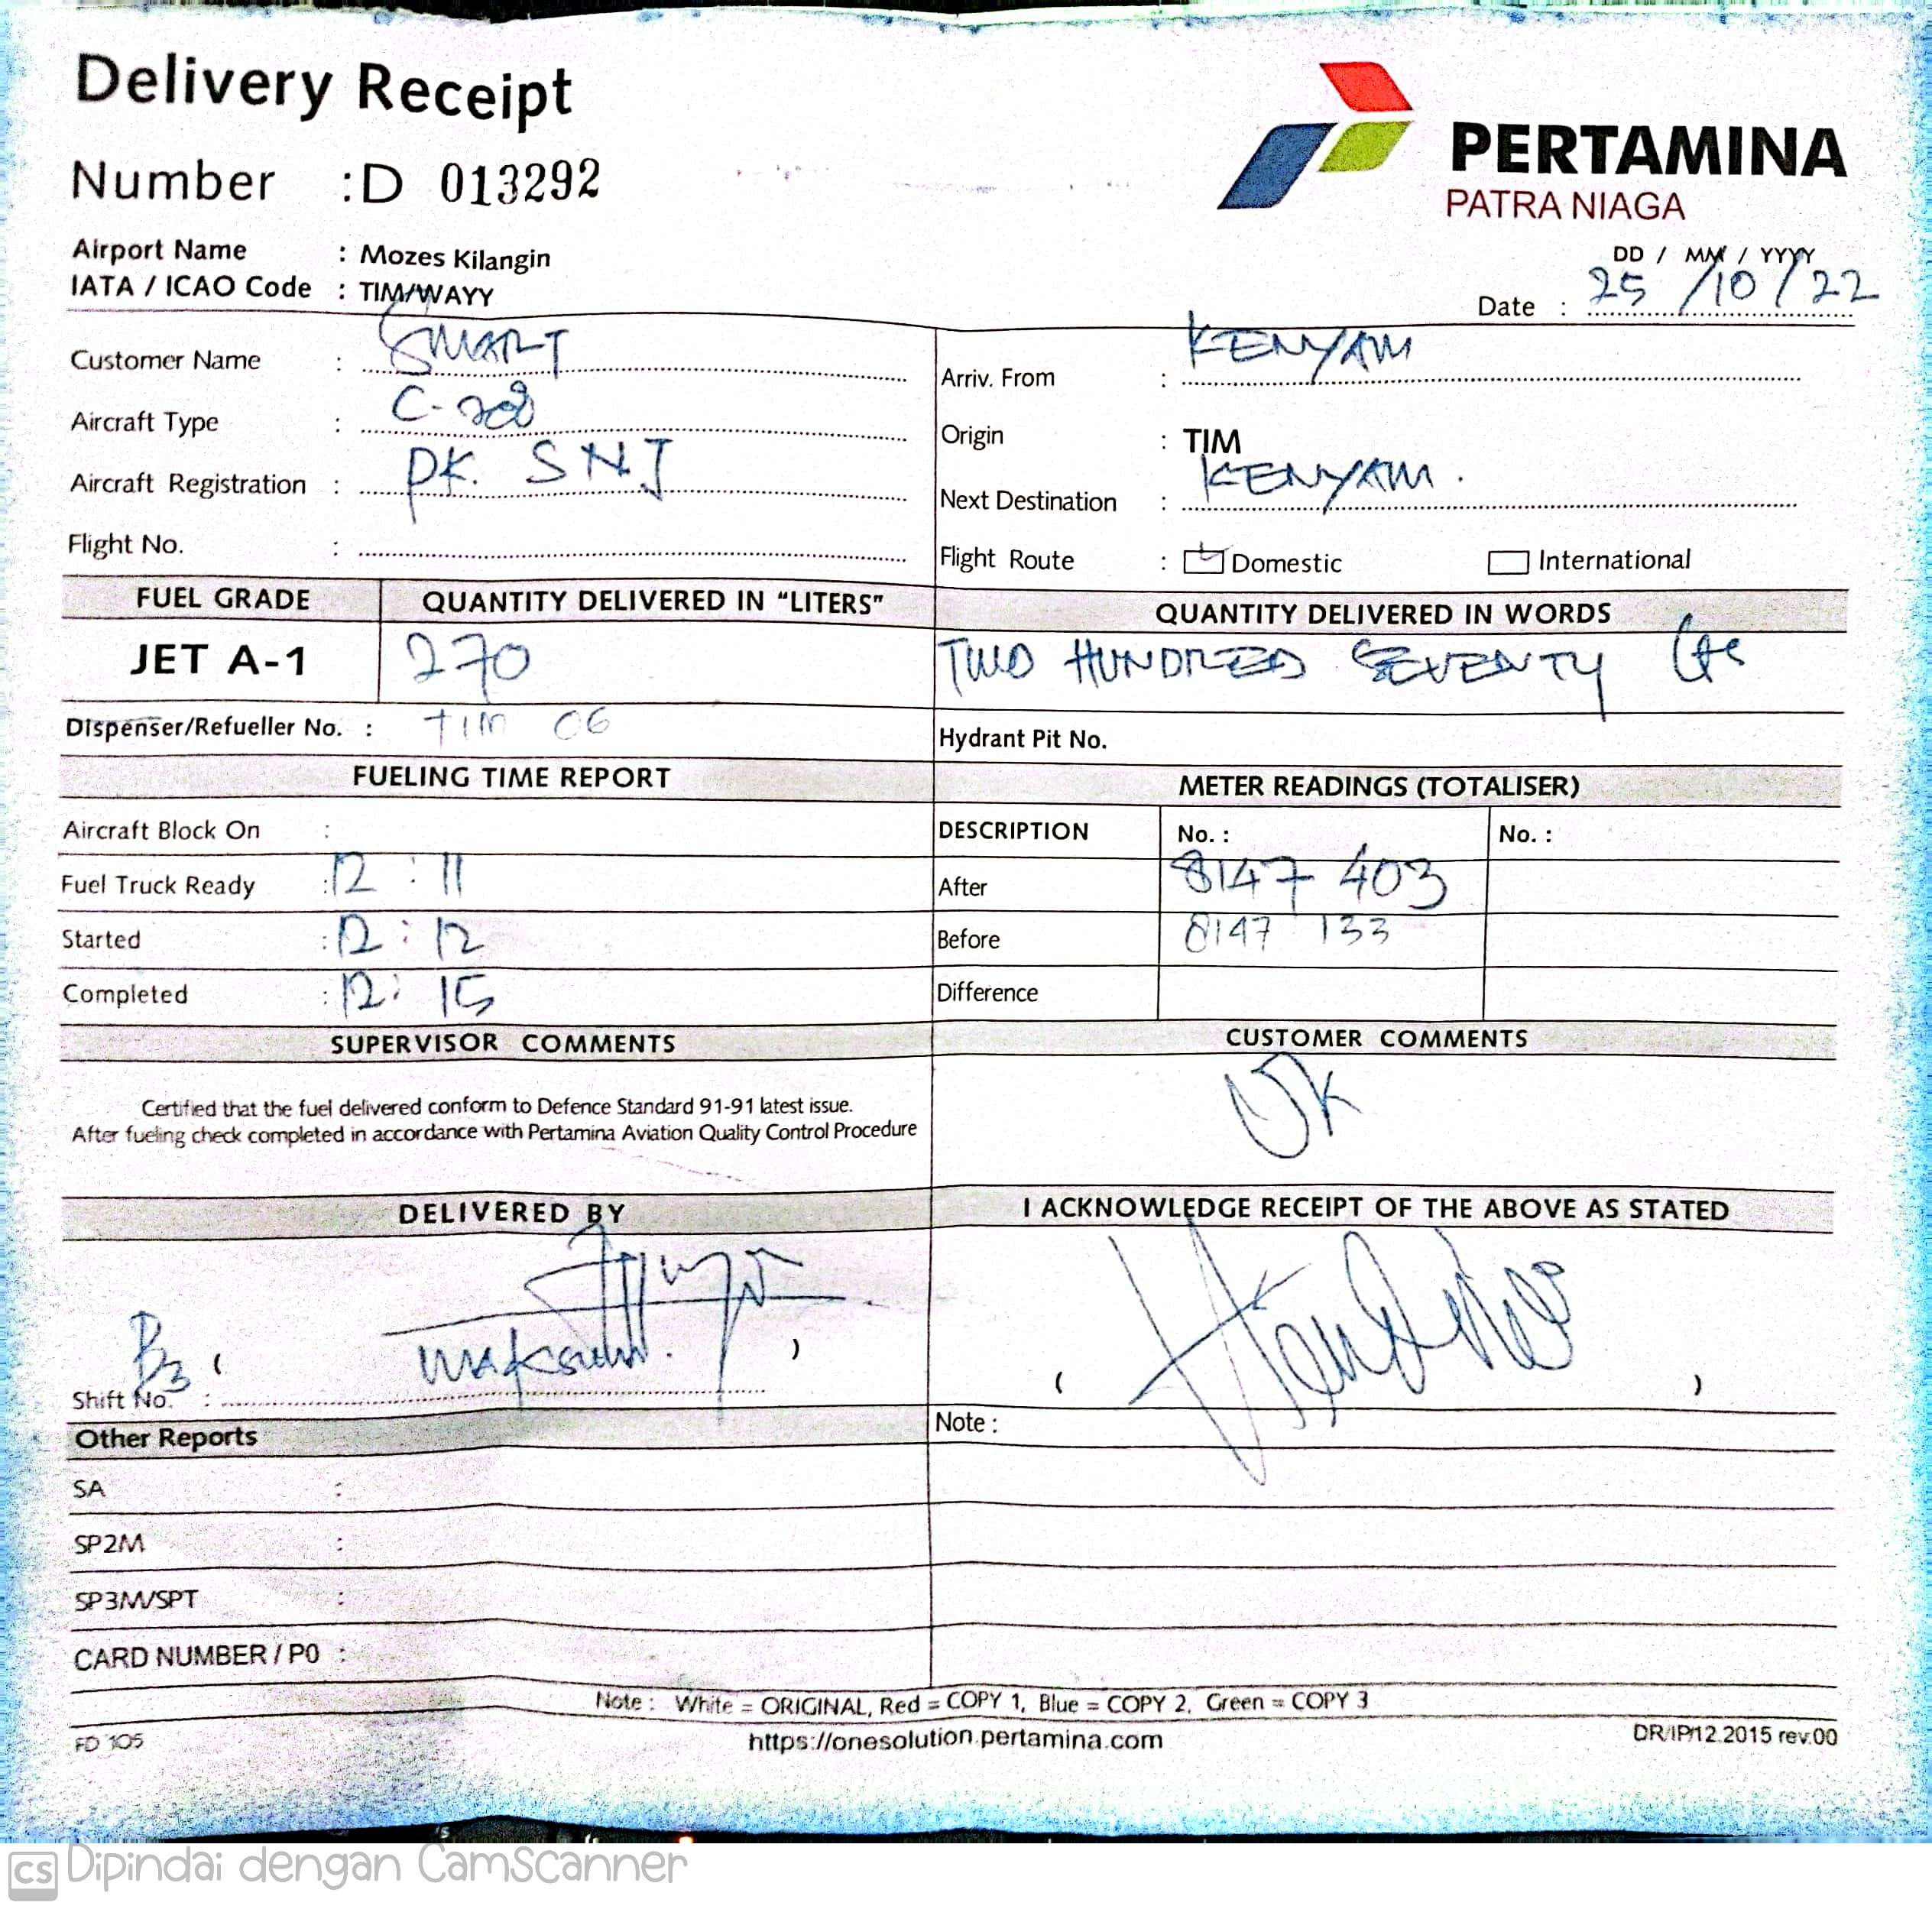 Delivery Receipt
Number : D 013292
PERTAMINA
PATRA NIAGA
Airport Name : Mozes Kilangin
IATA / ICAO Code : TIM/WAYY
DD / MM / YYYY
Date : 25 / 10 / 22
Customer Name : SMART
Arriv. From : KENYAM
Aircraft Type : C-208
Origin : TIM
Aircraft Registration : PK. SNJ
Next Destination : KENYAM.
Flight No. :
Flight Route : Domestic International
FUEL GRADE QUANTITY DELIVERED IN "LITERS" QUANTITY DELIVERED IN WORDS
JET A-1 270 TWO HUNDRED SEVENTY
Dispenser/Refueller No. : TIM 06
Hydrant Pit No.
FUELING TIME REPORT METER READINGS (TOTALISER)
Aircraft Block On :
DESCRIPTION No. : No. :
Fuel Truck Ready : 12 : 11
After 8147 403
Started : 12 : 12
Before 8147 133
Completed : 12 : 15
Difference
SUPERVISOR COMMENTS CUSTOMER COMMENTS
Certified that the fuel delivered conform to Defence Standard 91-91 latest issue.
After fueling check completed in accordance with Pertamina Aviation Quality Control Procedure
OK
DELIVERED BY I ACKNOWLEDGE RECEIPT OF THE ABOVE AS STATED
B3 ( Maksum. )
Shift No. :
( )
Other Reports Note :
SA :
SP2M :
SP3M/SPT :
CARD NUMBER / PO :
Note : White = ORIGINAL, Red = COPY 1, Blue = COPY 2, Green = COPY 3
FD 105 https://onesolution.pertamina.com DR/IP/12.2015 rev.00
CS Dipindai dengan CamScanner